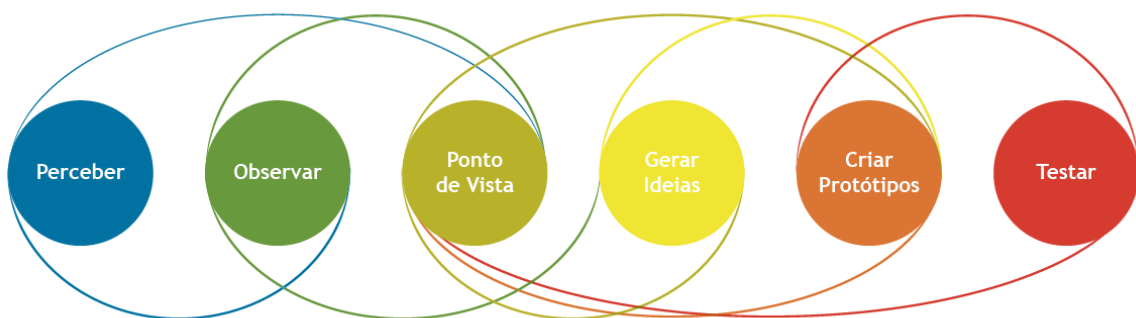 Perceber
Observar
Ponto
de Vista
Gerar
Ideias
Criar
Protótipos
Testar